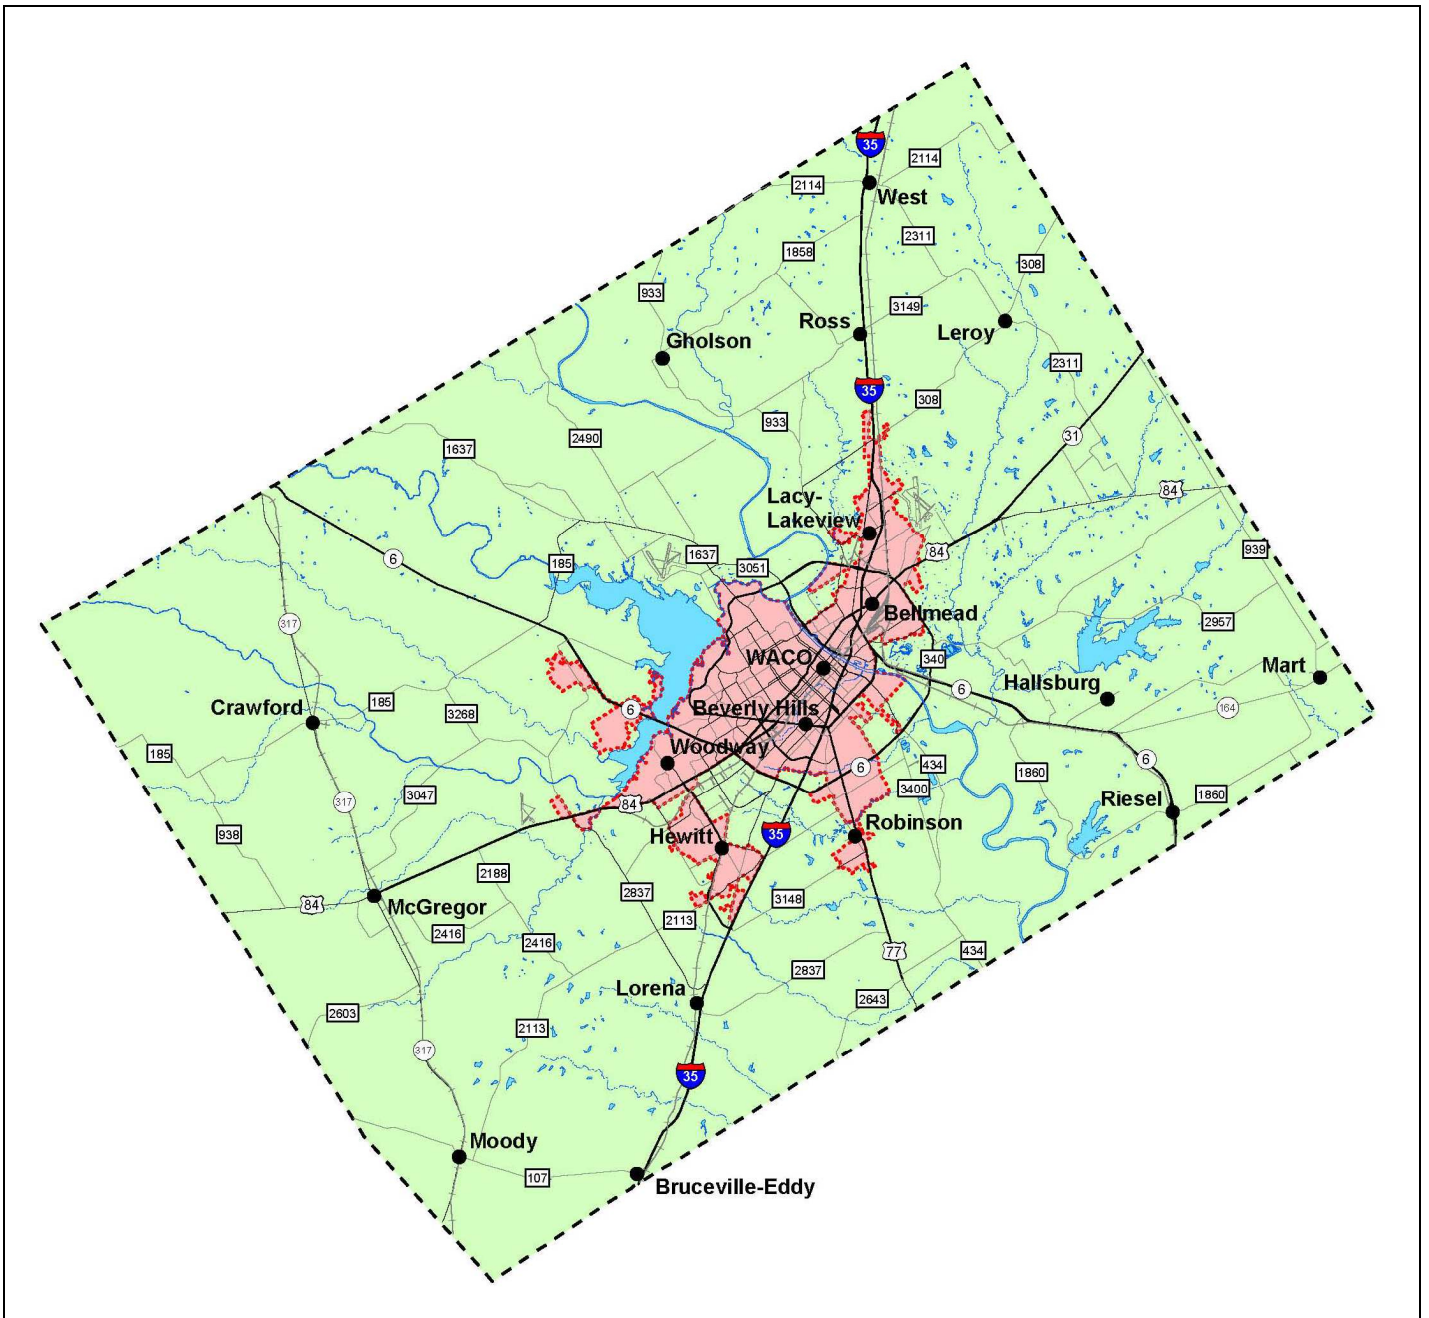 35
2114
2114
West
2311
1858
308
933
3149
Ross
Leroy
Gholson
2311
35
308
933
31
2490
1637
84
Lacy-
Lakeview
939
84
1637
6
185
3051
Bellmead
2957
317
WACO
340
Mart
Hallsburg
6
185
Crawford
3268
6
Beverly Hills
164
Woodway
185
6
434
1860
6
3400
3047
317
84
Riesel
1860
Robinson
938
Hewitt
35
2188
2837
3148
84
McGregor
2113
2416
2416
77
434
2837
Lorena
2643
2603
2113
317
35
Moody
107
Bruceville-Eddy